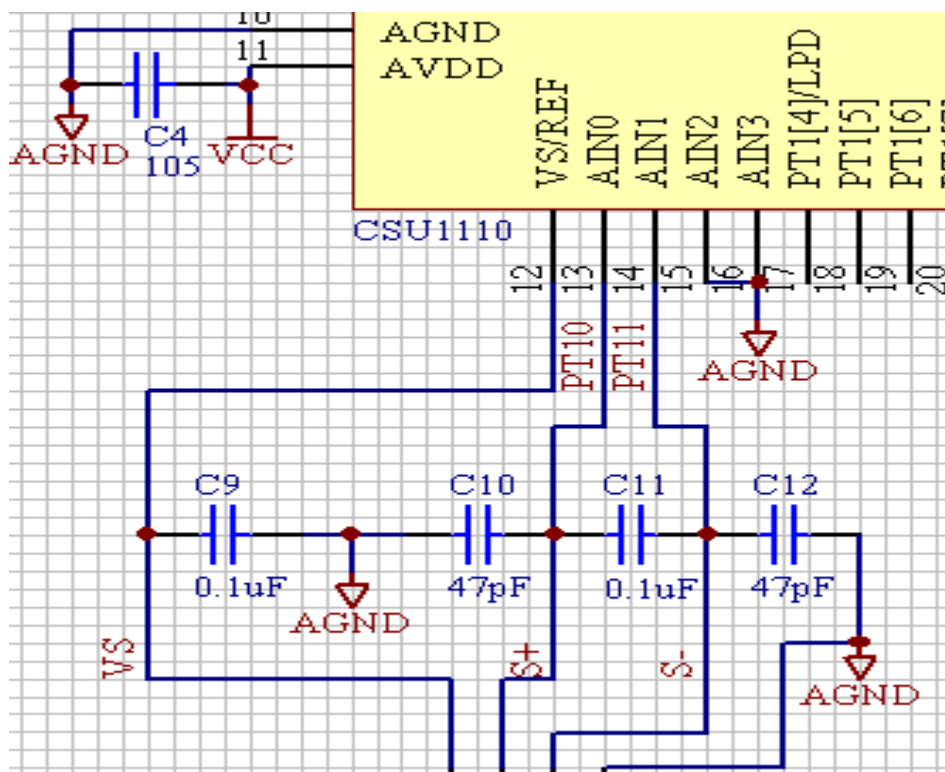 10
AGND
11
AVDD
C4
105
AGND
VCC
VS/REF
AIN0
AIN1
AIN2
AIN3
PT1[4]/LPD
PT1[5]
PT1[6]
CSU1110
12
13
14
15
16
17
18
19
20
PT10
PT11
AGND
C9
C10
C11
C12
0.1uF
47pF
0.1uF
47pF
AGND
VS
S+
S-
AGND